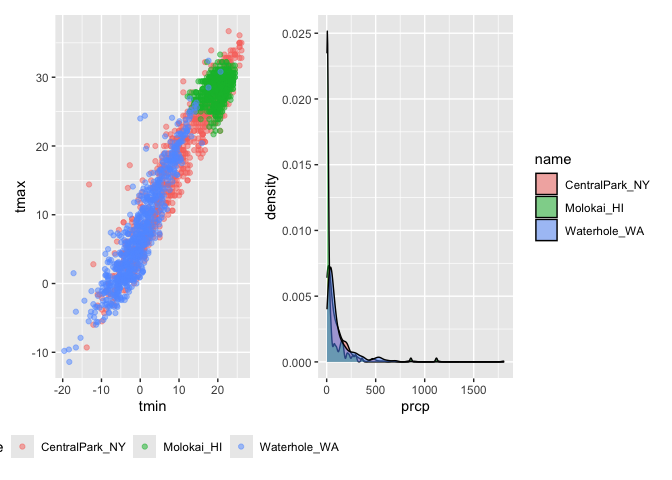 30
20
10
0
-10
-20 -10 0 10 20
tmin
tmax
0.025
0.020
0.015
0.010
0.005
0.000
0 500 1000 1500
prcp
density
name
CentralPark_NY
Molokai_HI
Waterhole_WA
e CentralPark_NY Molokai_HI Waterhole_WA